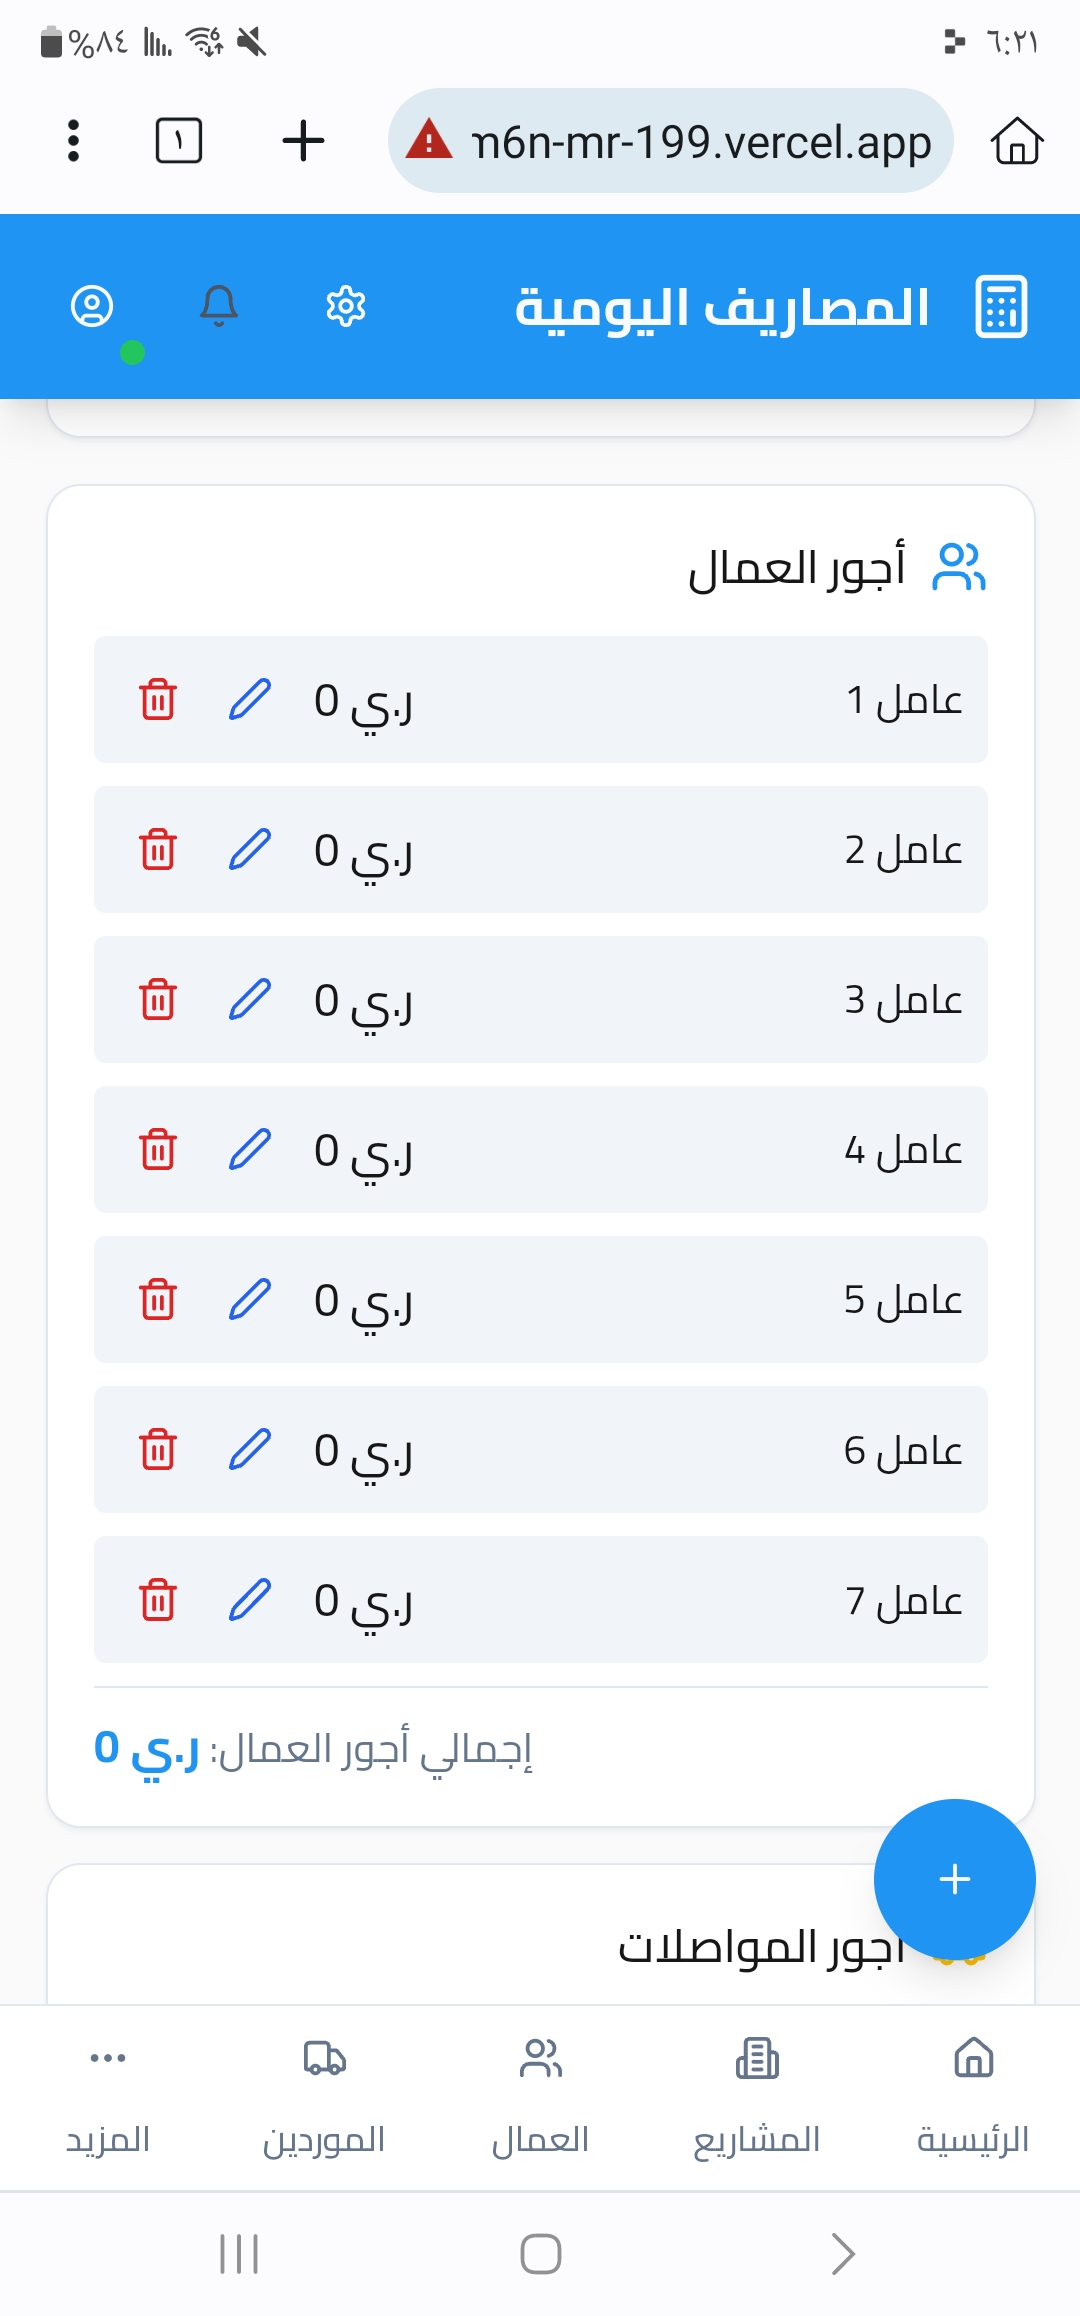 ٦:٢١
%٨٤
6
m6n-mr-199.vercel.app
١
المصاريف اليومية
أجور العمال
عامل 1 ر.ي 0
عامل 2 ر.ي 0
عامل 3 ر.ي 0
عامل 4 ر.ي 0
عامل 5 ر.ي 0
عامل 6 ر.ي 0
عامل 7 ر.ي 0
إجمالي أجور العمال: ر.ي 0
أجور المواصلات
الرئيسية
المشاريع
العمال
الموردين
المزيد